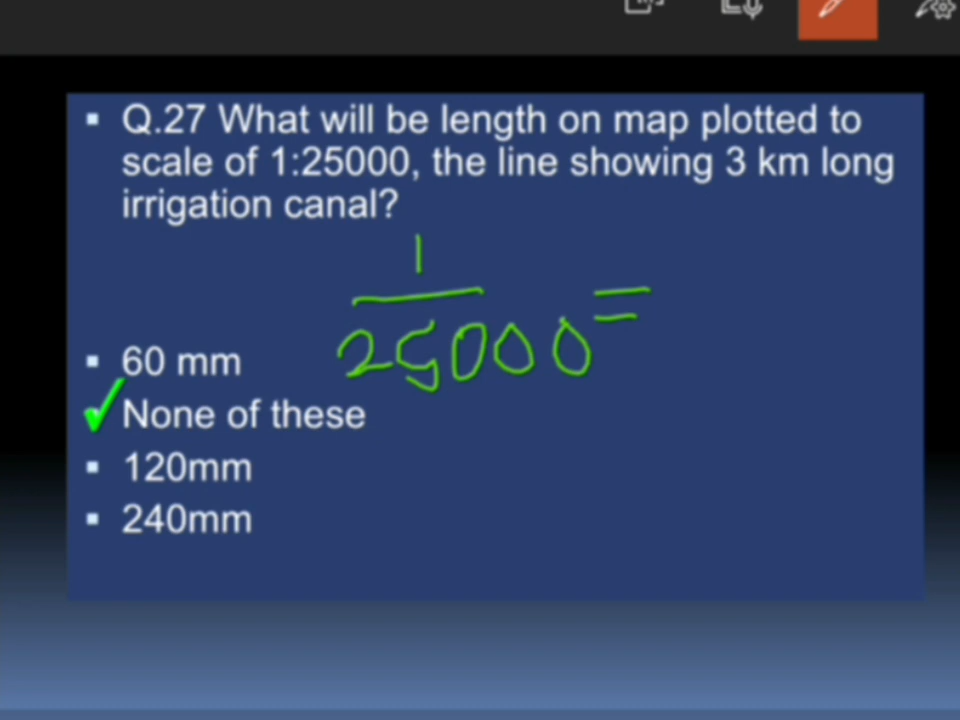 Q.27 What will be length on map plotted to
scale of 1:25000, the line showing 3 km long
irrigation canal?
1
25000 =
60 mm
None of these
120mm
240mm